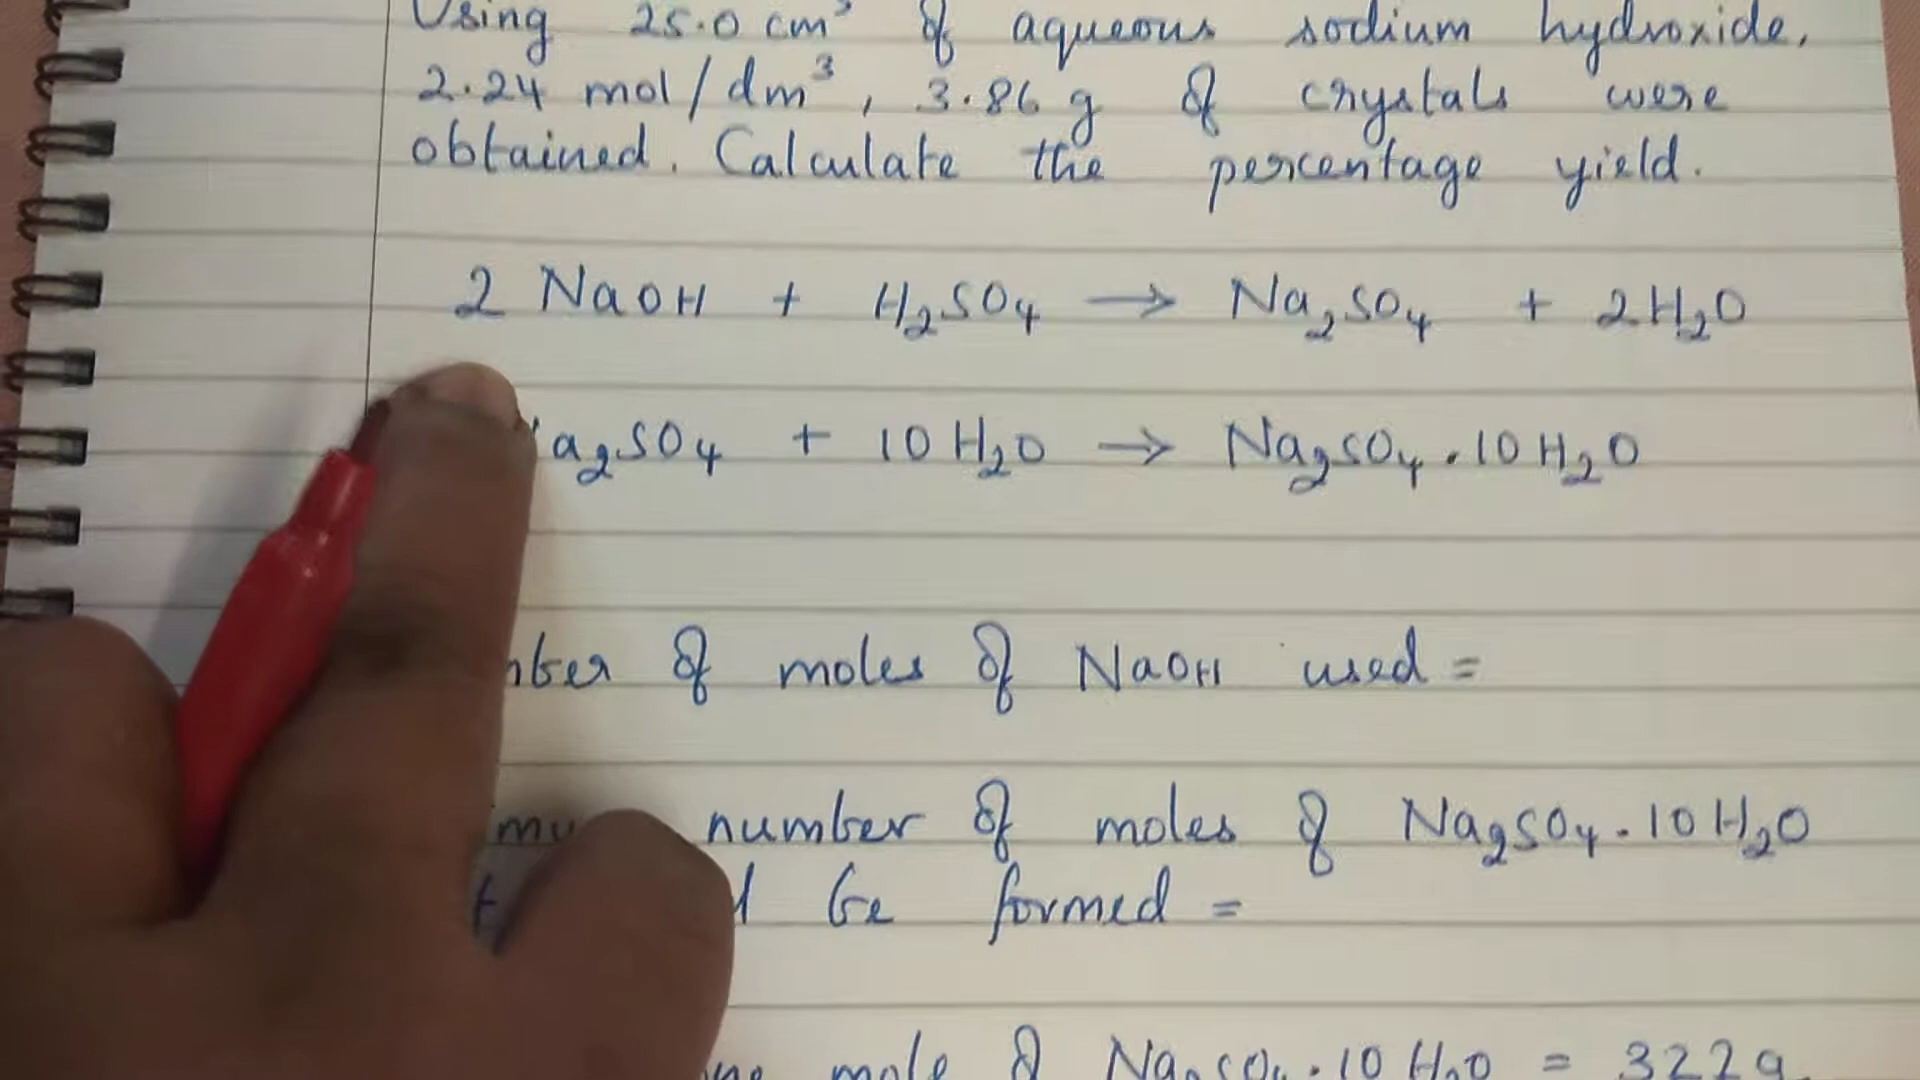 Using 25.0 cm³ of aqueous sodium hydroxide,
2.24 mol/dm³, 3.86 g of crystals were
obtained. Calculate the percentage yield.
2 NaOH + H₂SO₄ → Na₂SO₄ + 2H₂O
a₂SO₄ + 10 H₂O → Na₂SO₄.10 H₂O
of moles of NaOH used =
number of moles of Na₂SO₄.10 H₂O
be formed =
mole of Na₂SO₄.10 H₂O = 322g